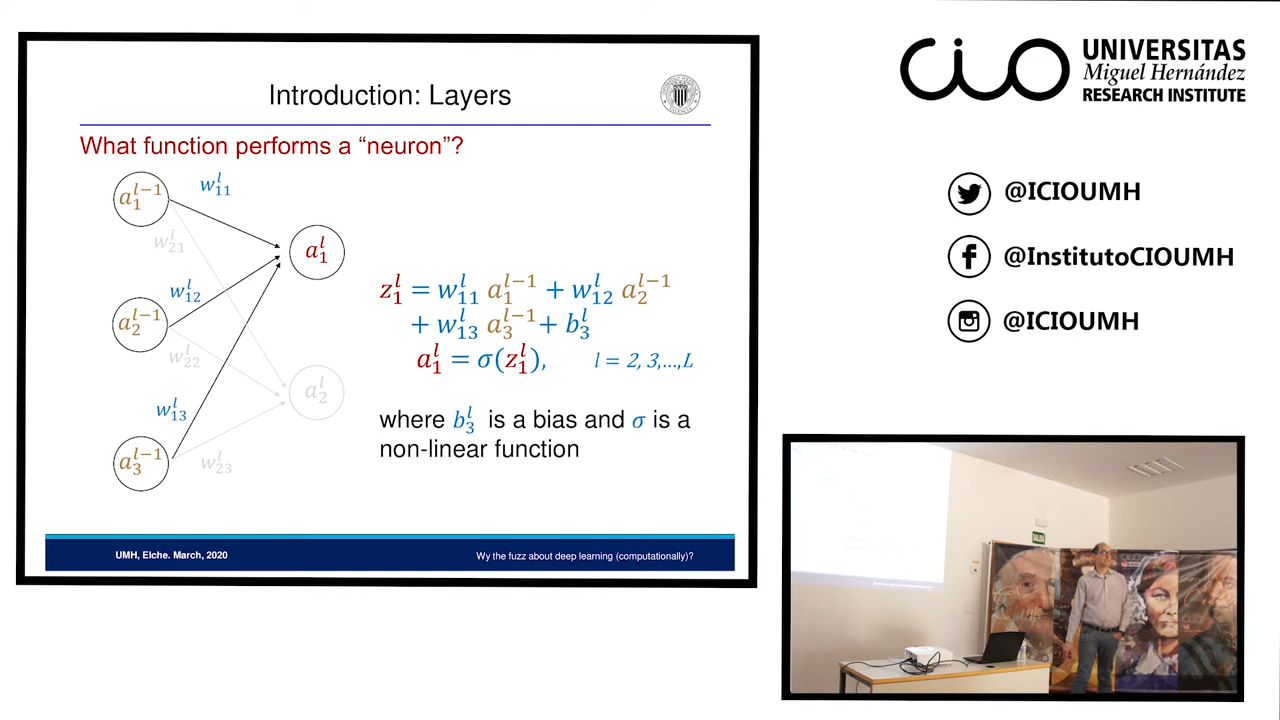 Introduction: Layers
What function performs a “neuron”?
a_1^{l-1}
w_{11}^l
w_{21}^l
a_1^l
w_{12}^l
a_2^{l-1}
w_{22}^l
a_2^l
w_{13}^l
a_3^{l-1}
w_{23}^l
z_1^l = w_{11}^l a_1^{l-1} + w_{12}^l a_2^{l-1}
+ w_{13}^l a_3^{l-1} + b_3^l
a_1^l = σ(z_1^l), l = 2, 3,...,L
where b_3^l is a bias and σ is a
non-linear function
UMH, Elche. March, 2020
Wy the fuzz about deep learning (computationally)?
cio
UNIVERSITAS
Miguel Hernández
RESEARCH INSTITUTE
@ICIOUMH
@InstitutoCIOUMH
@ICIOUMH
SALIDA